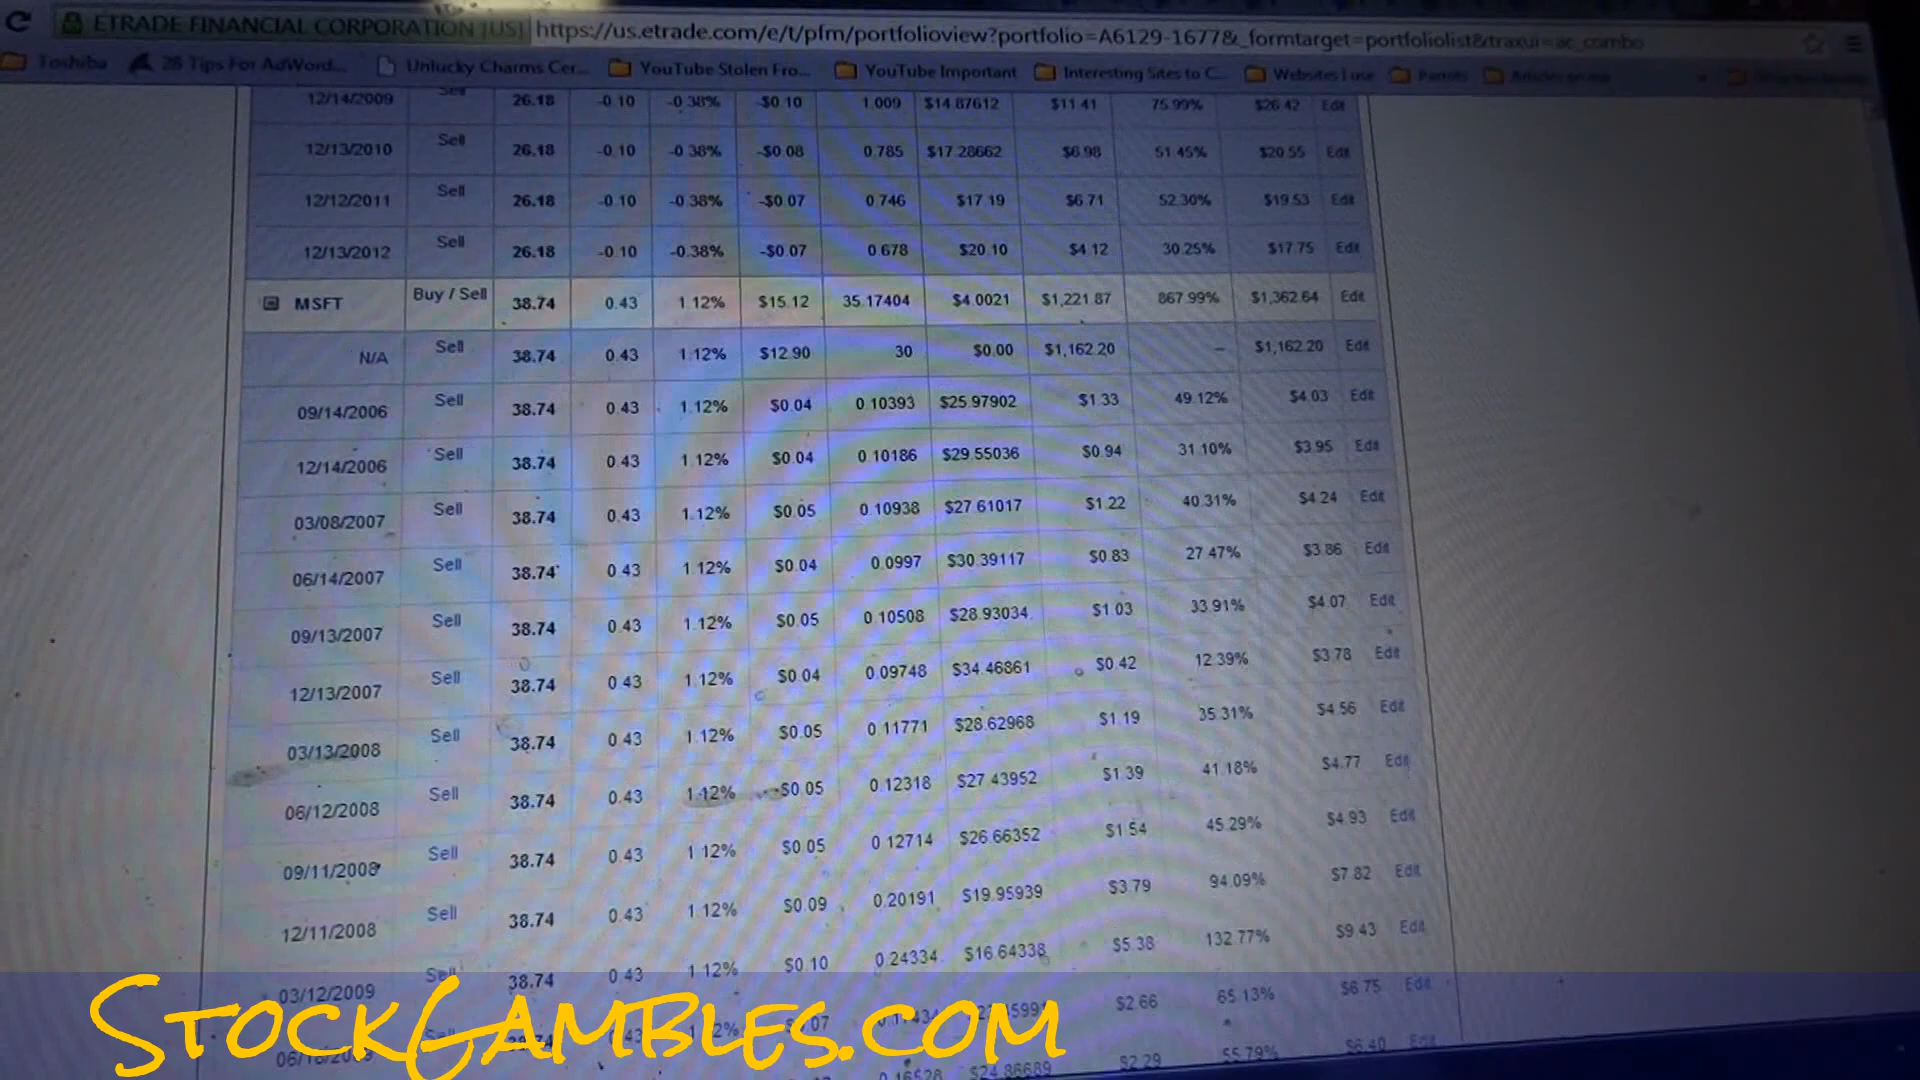 ETRADE FINANCIAL CORPORATION [US] https://us.etrade.com/e/t/pfm/portfolioview?portfolio=A6129-1677&_formtarget=portfoliolist&traxui=ac_combo
Toshiba 28 Tips For AdWord... Unlucky Charms Cer... YouTube Stolen Fro... YouTube Important Interesting Sites to C... Websites I use Parrots
12/14/2009 Sell 26.18 -0.10 -0.38% -$0.10 1.009 $14.87612 $11.41 75.99% $26.42 Edit
12/13/2010 Sell 26.18 -0.10 -0.38% -$0.08 0.785 $17.28662 $6.98 51.45% $20.55 Edit
12/12/2011 Sell 26.18 -0.10 -0.38% -$0.07 0.746 $17.19 $6.71 52.30% $19.53 Edit
12/13/2012 Sell 26.18 -0.10 -0.38% -$0.07 0.678 $20.10 $4.12 30.25% $17.75 Edit
MSFT Buy / Sell 38.74 0.43 1.12% $15.12 35.17404 $4.0021 $1,221.87 867.99% $1,362.64 Edit
N/A Sell 38.74 0.43 1.12% $12.90 30 $0.00 $1,162.20 -- $1,162.20 Edit
09/14/2006 Sell 38.74 0.43 1.12% $0.04 0.10393 $25.97902 $1.33 49.12% $4.03 Edit
12/14/2006 Sell 38.74 0.43 1.12% $0.04 0.10186 $29.55036 $0.94 31.10% $3.95 Edit
03/08/2007 Sell 38.74 0.43 1.12% $0.05 0.10938 $27.61017 $1.22 40.31% $4.24 Edit
06/14/2007 Sell 38.74 0.43 1.12% $0.04 0.0997 $30.39117 $0.83 27.47% $3.86 Edit
09/13/2007 Sell 38.74 0.43 1.12% $0.05 0.10508 $28.93034 $1.03 33.91% $4.07 Edit
12/13/2007 Sell 38.74 0.43 1.12% $0.04 0.09748 $34.46861 $0.42 12.39% $3.78 Edit
03/13/2008 Sell 38.74 0.43 1.12% $0.05 0.11771 $28.62968 $1.19 35.31% $4.56 Edit
06/12/2008 Sell 38.74 0.43 1.12% $0.05 0.12318 $27.43952 $1.39 41.18% $4.77 Edit
09/11/2008 Sell 38.74 0.43 1.12% $0.05 0.12714 $26.66352 $1.54 45.29% $4.93 Edit
12/11/2008 Sell 38.74 0.43 1.12% $0.09 0.20191 $19.95939 $3.79 94.09% $7.82 Edit
03/12/2009 Sell 38.74 0.43 1.12% $0.10 0.24334 $16.64338 $5.38 132.77% $9.43 Edit
Sell 0.43 $2.66 65.13% $6.75 Edit
0.16528 $24.86689 $2.29 55.79% $6.40 Edit
StockGambles.com